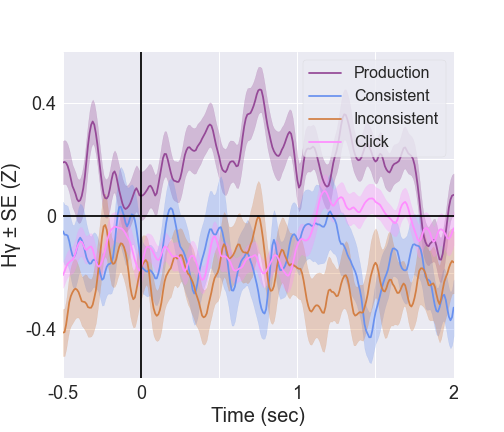 Production
Consistent
Inconsistent
Click
Hγ ± SE (Z)
0.4
0
-0.4
-0.5 0 1 2
Time (sec)